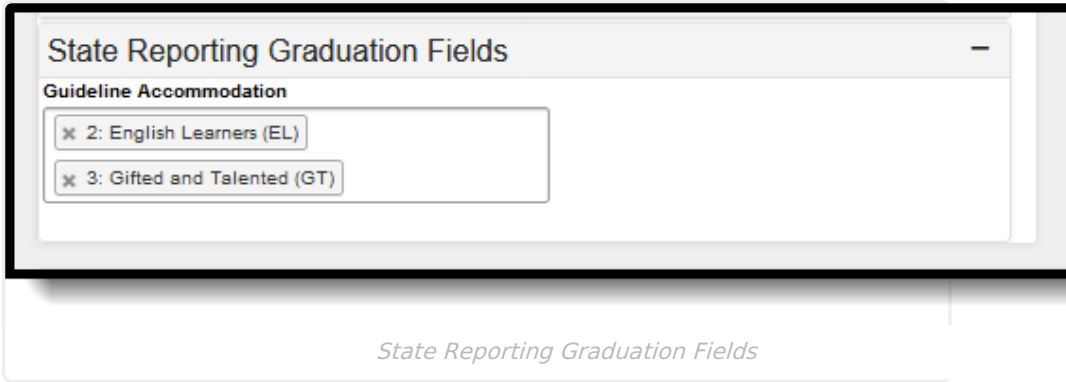 State Reporting Graduation Fields
Guideline Accommodation
2: English Learners (EL)
3: Gifted and Talented (GT)
State Reporting Graduation Fields